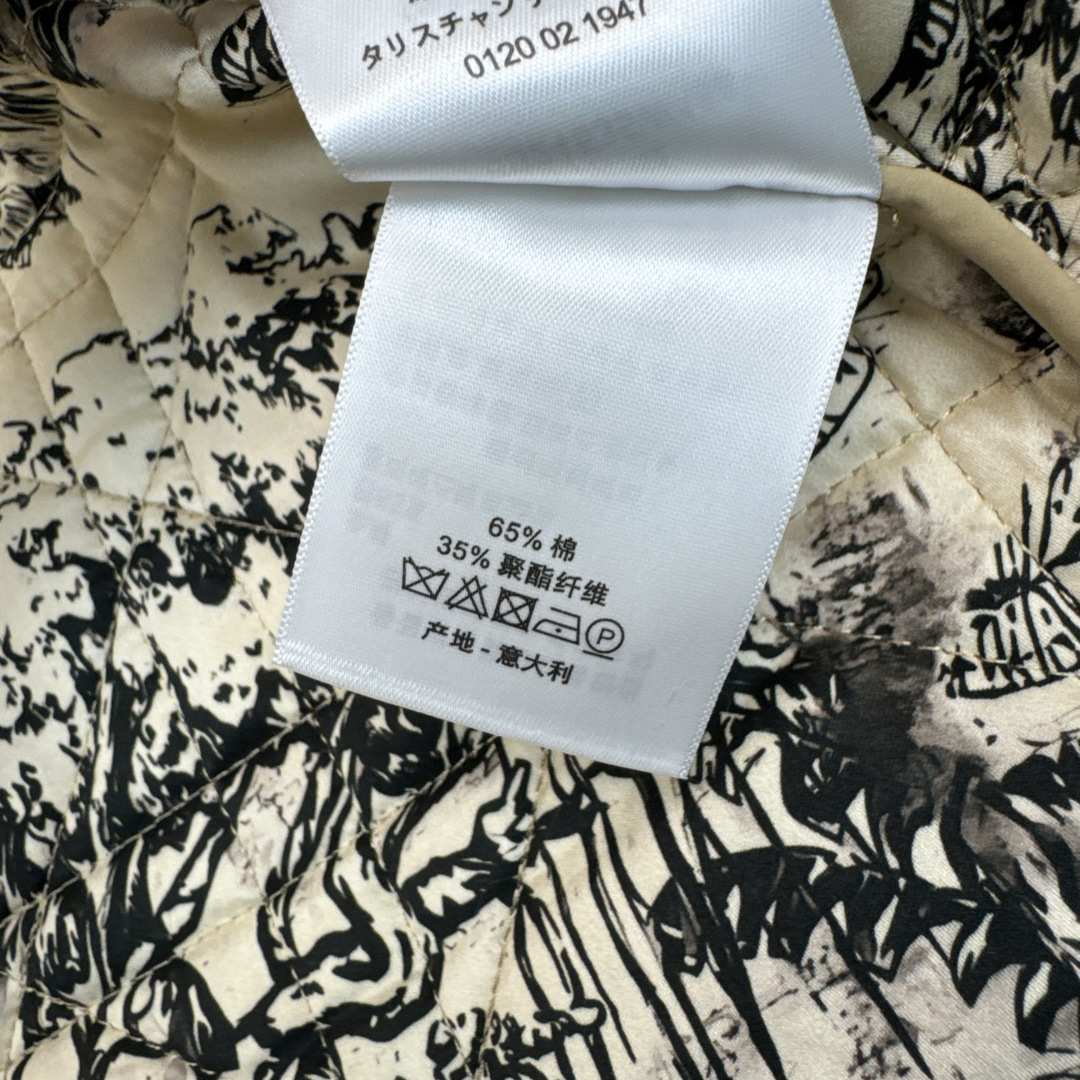 タリスチャン
0120 02 1947
65% 棉
35% 聚酯纤维
P
产地 - 意大利